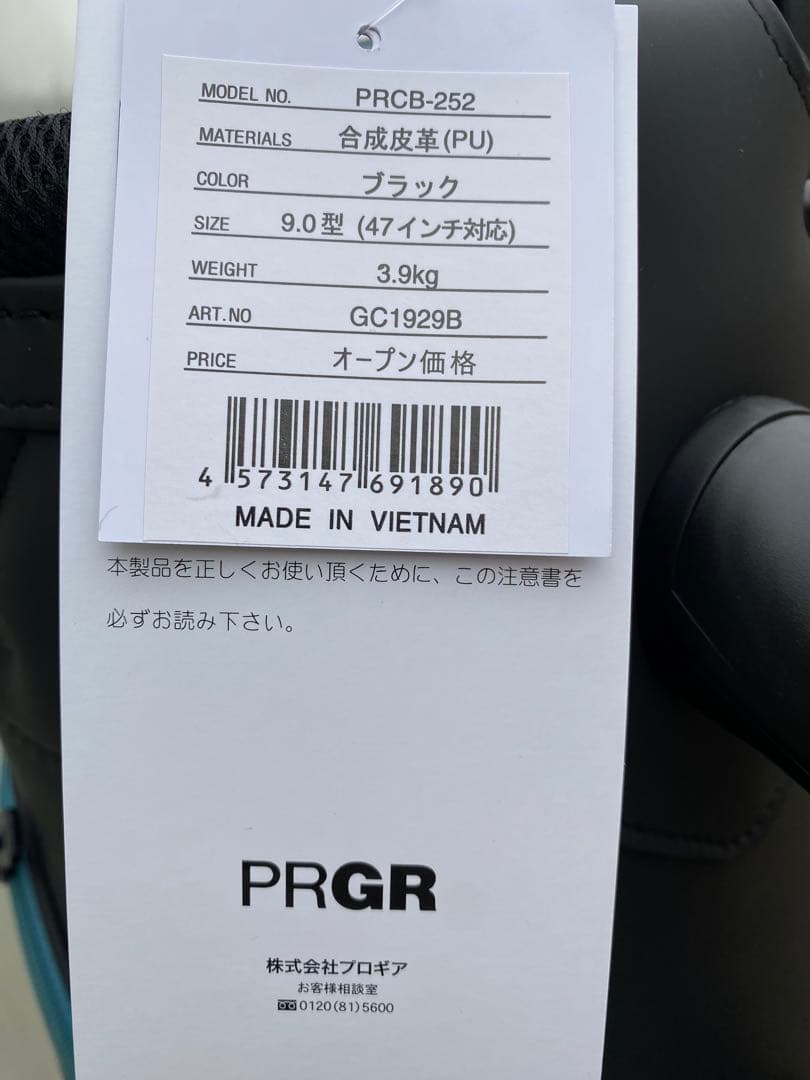 MODEL NO. PRCB-252
MATERIALS 合成皮革(PU)
COLOR ブラック
SIZE 9.0型 (47インチ対応)
WEIGHT 3.9kg
ART.NO GC1929B
PRICE オープン価格
4 573147 691890
MADE IN VIETNAM
本製品を正しくお使い頂くために、この注意書を
必ずお読み下さい。
PRGR
株式会社プロギア
お客様相談室
0120(81)5600